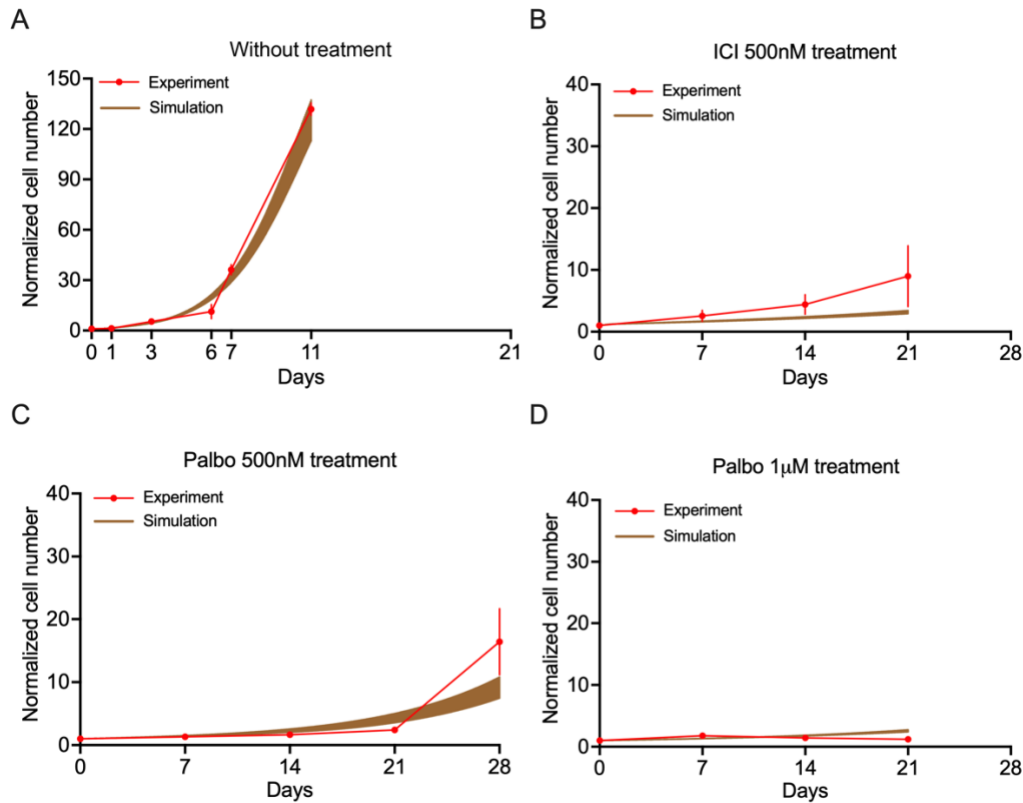 A
Without treatment
Experiment
Simulation
Normalized cell number
150
120
90
60
30
0
0 1 3 6 7 11 21
Days
B
ICI 500nM treatment
Experiment
Simulation
Normalized cell number
40
30
20
10
0
0 7 14 21 28
Days
C
Palbo 500nM treatment
Experiment
Simulation
Normalized cell number
40
30
20
10
0
0 7 14 21 28
Days
D
Palbo 1μM treatment
Experiment
Simulation
Normalized cell number
40
30
20
10
0
0 7 14 21 28
Days